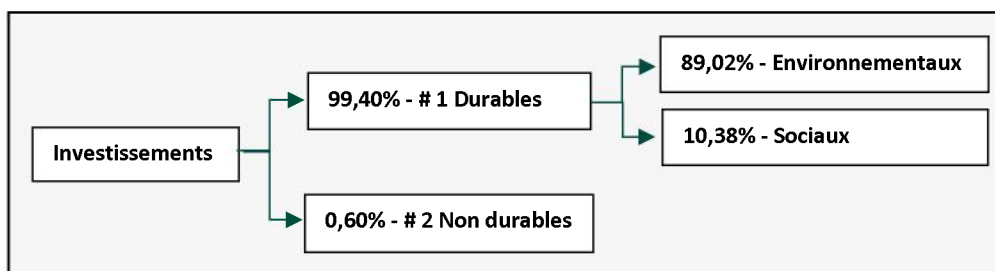 89,02% - Environnementaux
99,40% - # 1 Durables
10,38% - Sociaux
Investissements
0,60% - # 2 Non durables